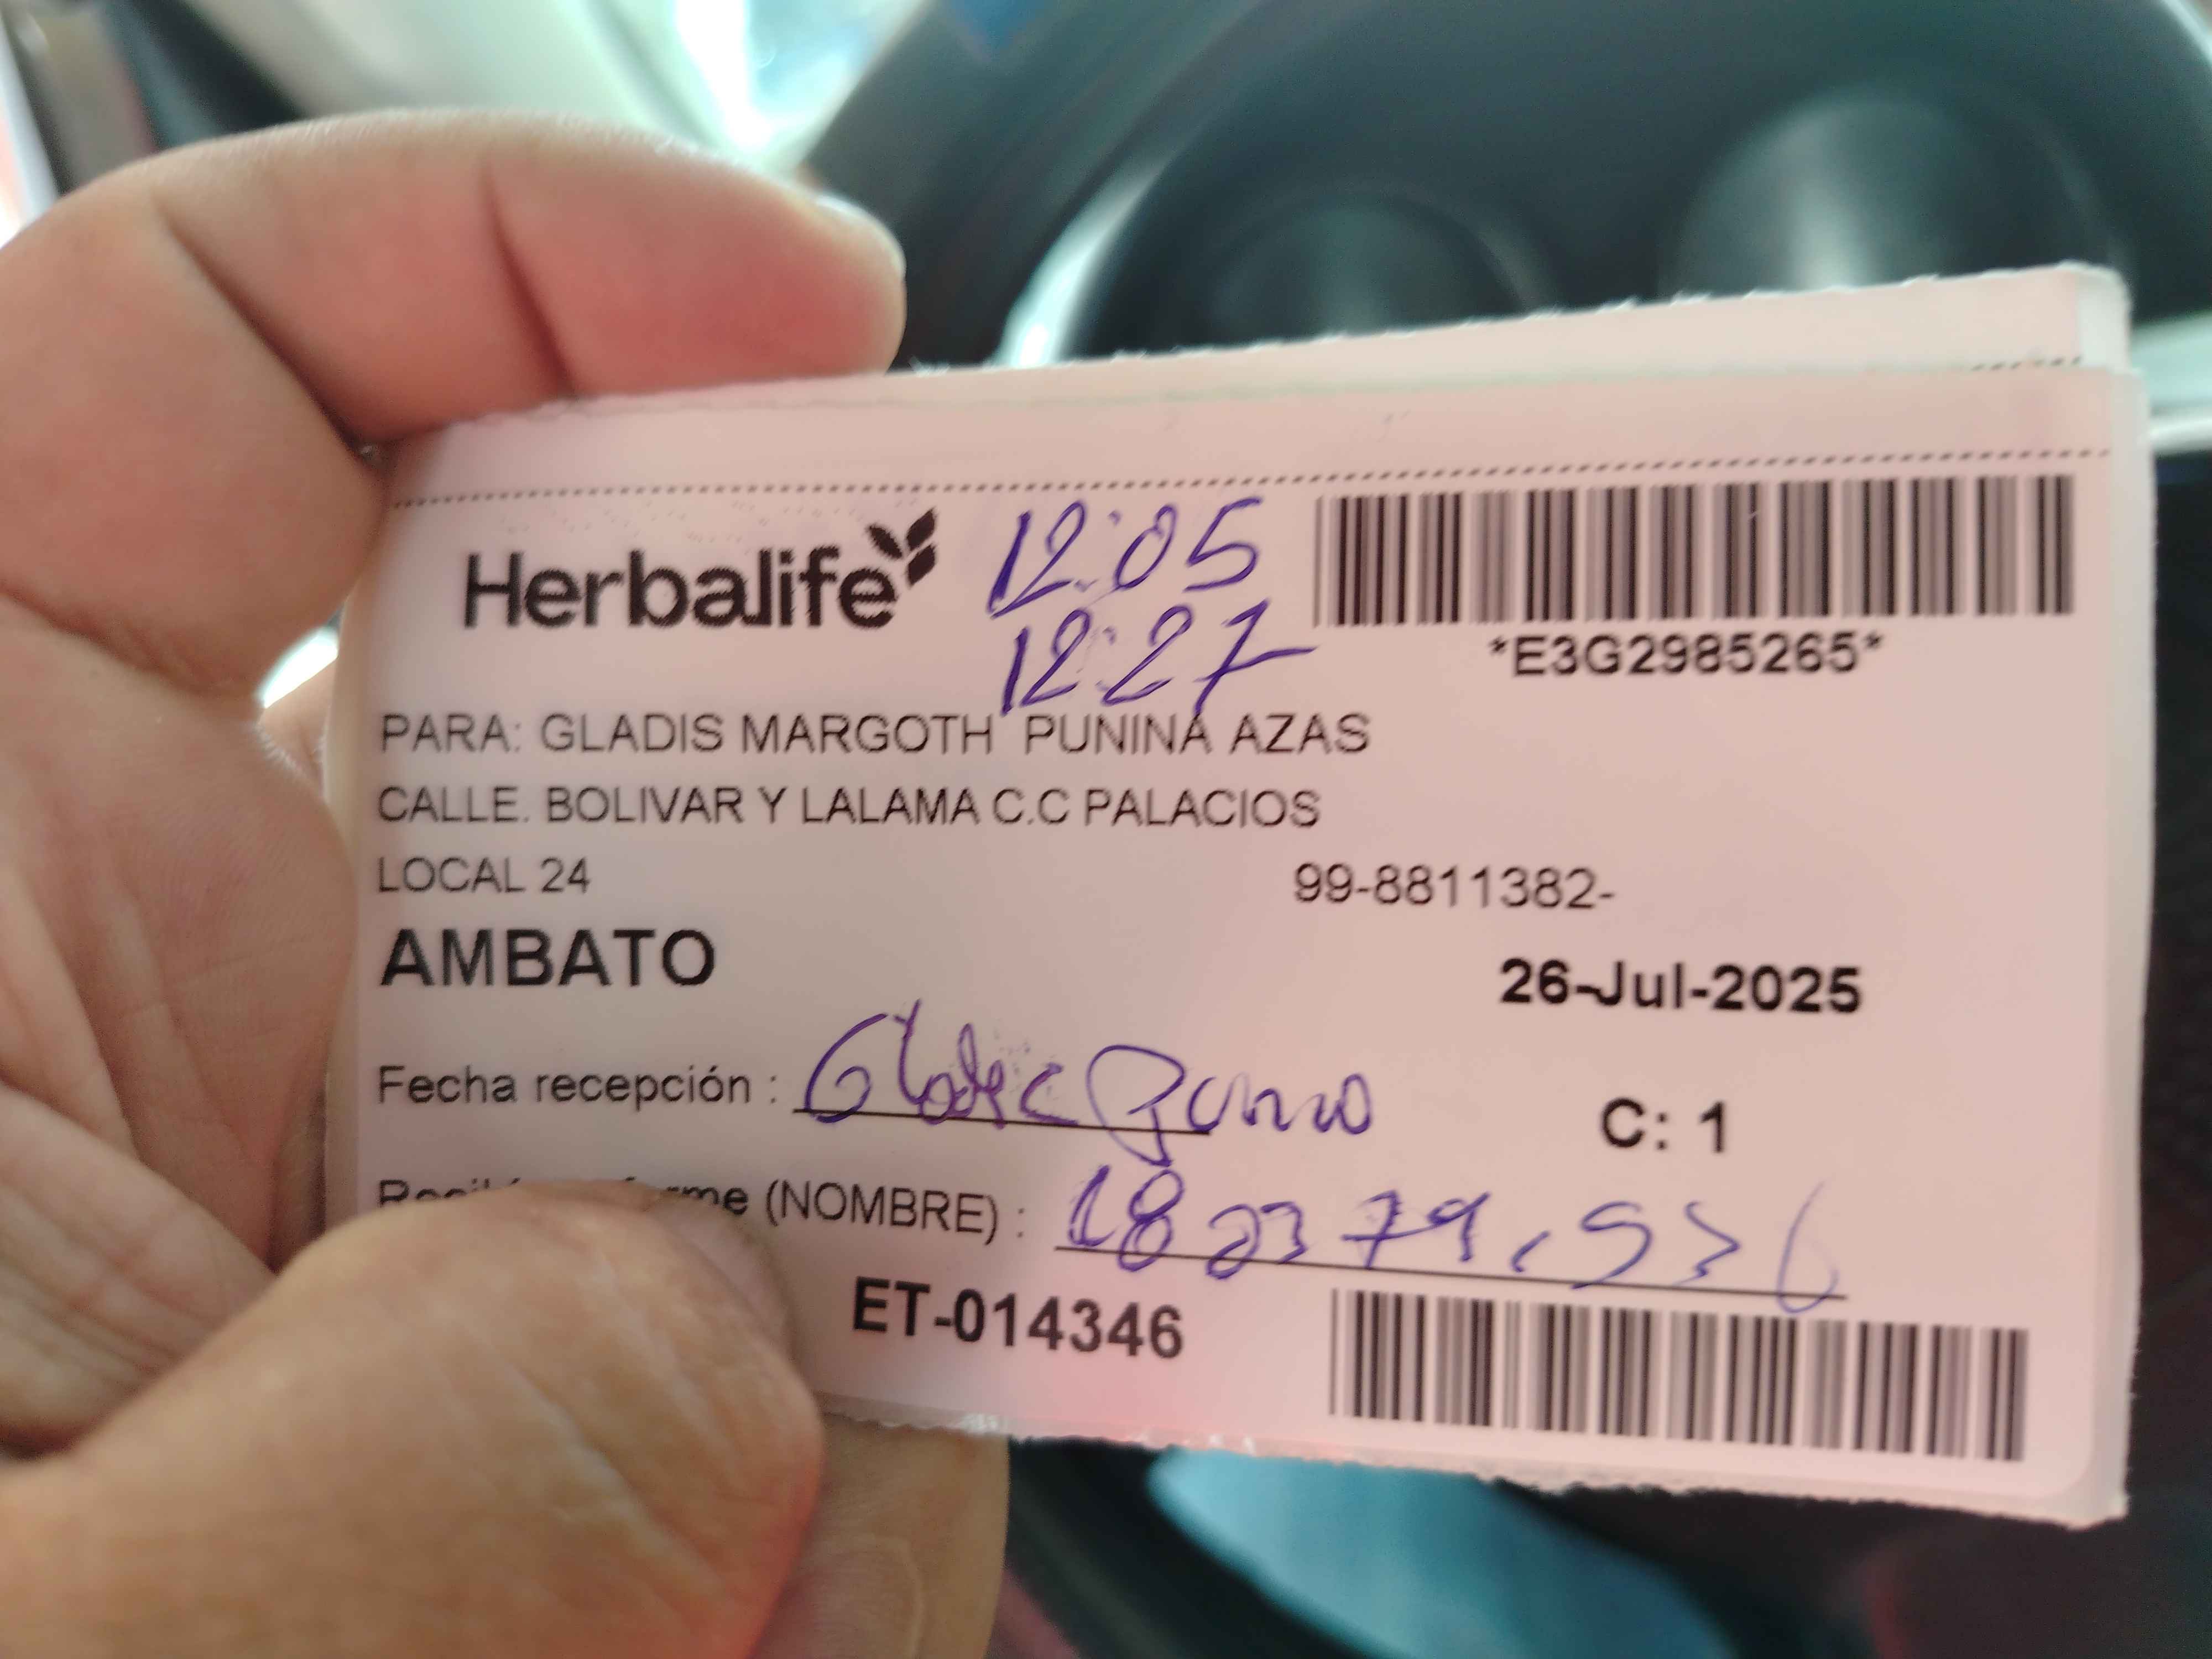 Herbalife
12:05
12:27
*E3G2985265*
PARA: GLADIS MARGOTH PUNINA AZAS
CALLE. BOLIVAR Y LALAMA C.C PALACIOS
LOCAL 24
99-8811382-
AMBATO
26-Jul-2025
Fecha recepción :
C: 1
(NOMBRE) :
ET-014346